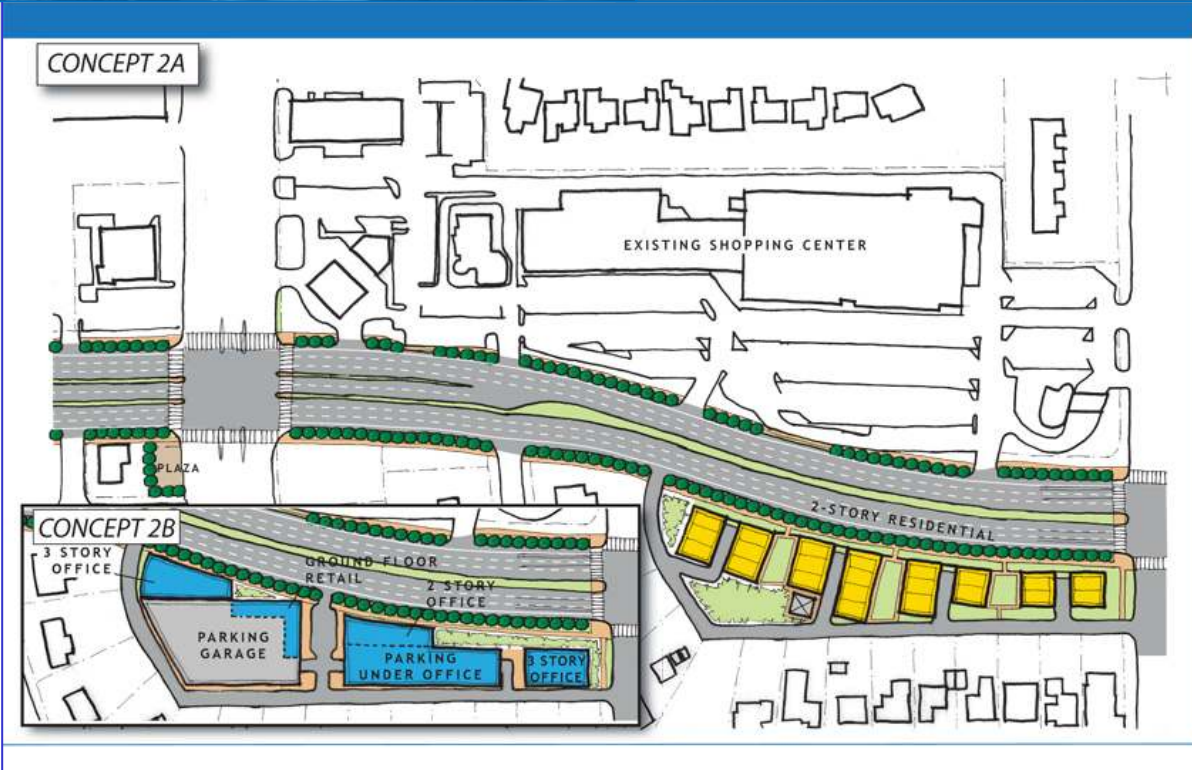 CONCEPT 2A
EXISTING SHOPPING CENTER
PLAZA
2-STORY RESIDENTIAL
CONCEPT 2B
3 STORY
OFFICE
GROUND FLOOR
RETAIL
2 STORY
OFFICE
PARKING
GARAGE
PARKING
UNDER OFFICE
3 STORY
OFFICE